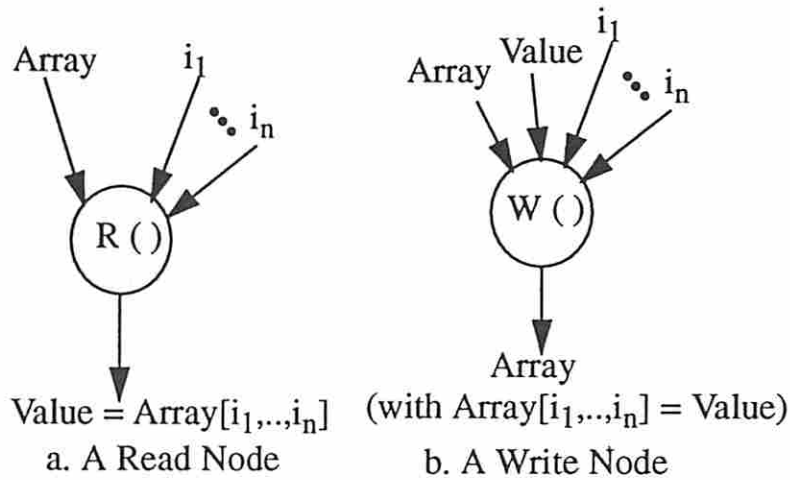 Array i₁
iₙ
R ( )
Value = Array[i₁,..,iₙ]
a. A Read Node
Array Value i₁
iₙ
W ( )
Array
(with Array[i₁,..,iₙ] = Value)
b. A Write Node